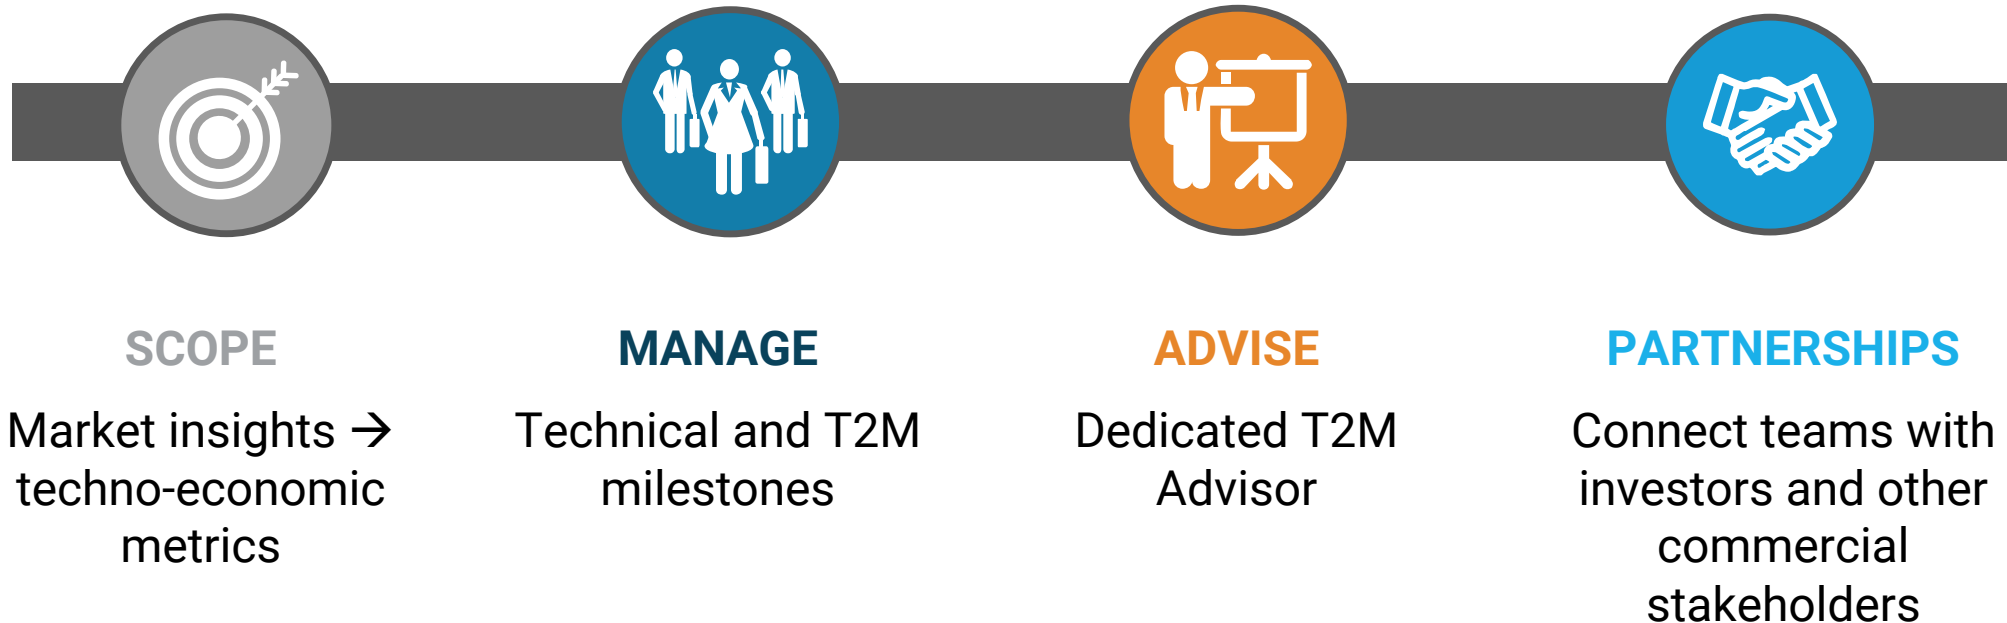 SCOPE
Market insights →
techno-economic
metrics
MANAGE
Technical and T2M
milestones
ADVISE
Dedicated T2M
Advisor
PARTNERSHIPS
Connect teams with
investors and other
commercial
stakeholders